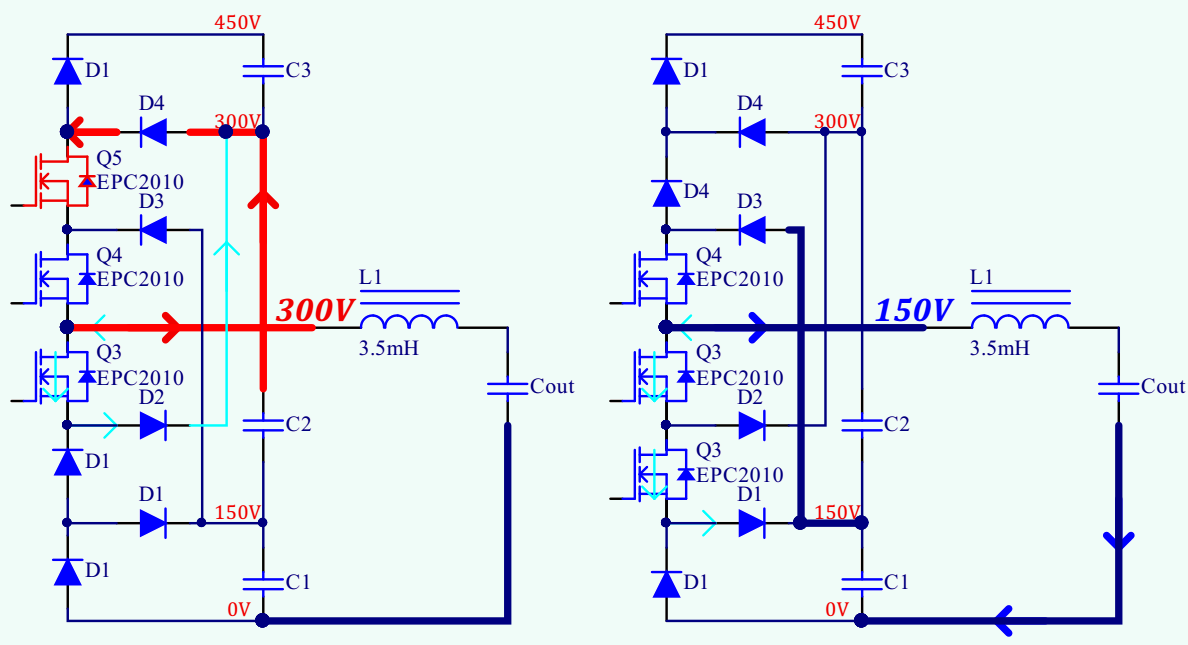 450V
D1
C3
D4
300V
Q5
EPC2010
D3
Q4
EPC2010
L1
300V
3.5mH
Q3
EPC2010
D2
Cout
C2
D1
D1
150V
D1
C1
0V
450V
D1
C3
D4
300V
D4
D3
Q4
EPC2010
L1
150V
3.5mH
Q3
EPC2010
D2
Cout
C2
Q3
EPC2010
D1
150V
D1
C1
0V